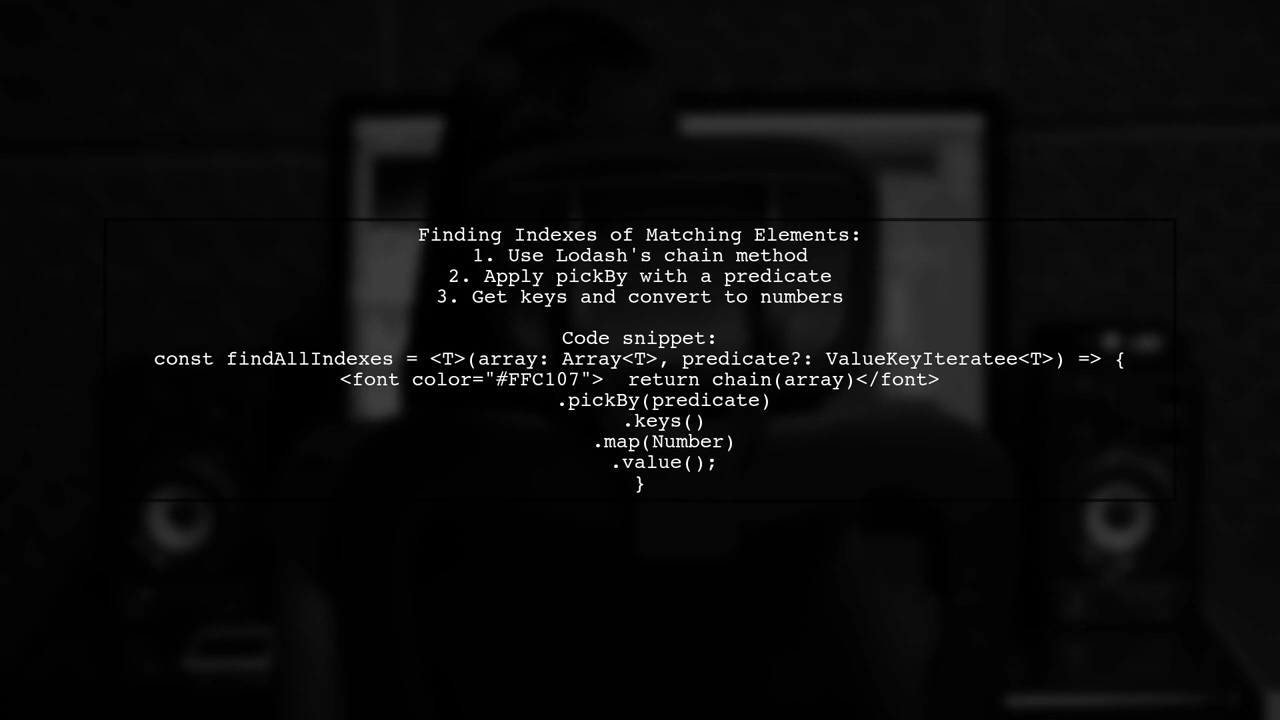 Finding Indexes of Matching Elements:
1. Use Lodash's chain method
2. Apply pickBy with a predicate
3. Get keys and convert to numbers
Code snippet:
const findAllIndexes = <T>(array: Array<T>, predicate?: ValueKeyIteratee<T>) => {
<font color="#FFC107">  return chain(array)</font>
.pickBy(predicate)
.keys()
.map(Number)
.value();
}